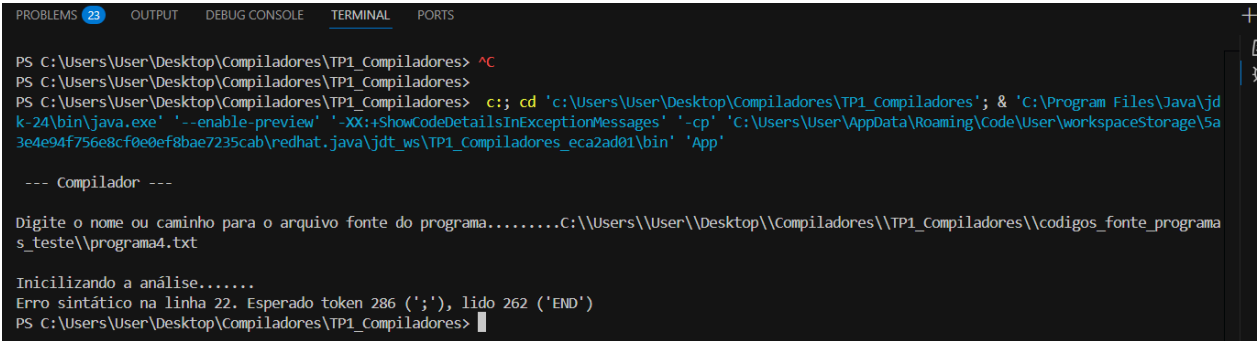 PROBLEMS 23 OUTPUT DEBUG CONSOLE TERMINAL PORTS
PS C:\Users\User\Desktop\Compiladores\TP1_Compiladores> ^C
PS C:\Users\User\Desktop\Compiladores\TP1_Compiladores>
PS C:\Users\User\Desktop\Compiladores\TP1_Compiladores>  c:; cd 'c:\Users\User\Desktop\Compiladores\TP1_Compiladores'; & 'C:\Program Files\Java\jd
k-24\bin\java.exe' '--enable-preview' '-XX:+ShowCodeDetailsInExceptionMessages' '-cp' 'C:\Users\User\AppData\Roaming\Code\User\workspaceStorage\5a
3e4e94f756e8cf0e0ef8bae7235cab\redhat.java\jdt_ws\TP1_Compiladores_eca2ad01\bin' 'App'
--- Compilador ---
Digite o nome ou caminho para o arquivo fonte do programa.........C:\\Users\\User\\Desktop\\Compiladores\\TP1_Compiladores\\codigos_fonte_programa
s_teste\\programa4.txt
Inicilizando a análise.......
Erro sintático na linha 22. Esperado token 286 (';'), lido 262 ('END')
PS C:\Users\User\Desktop\Compiladores\TP1_Compiladores>